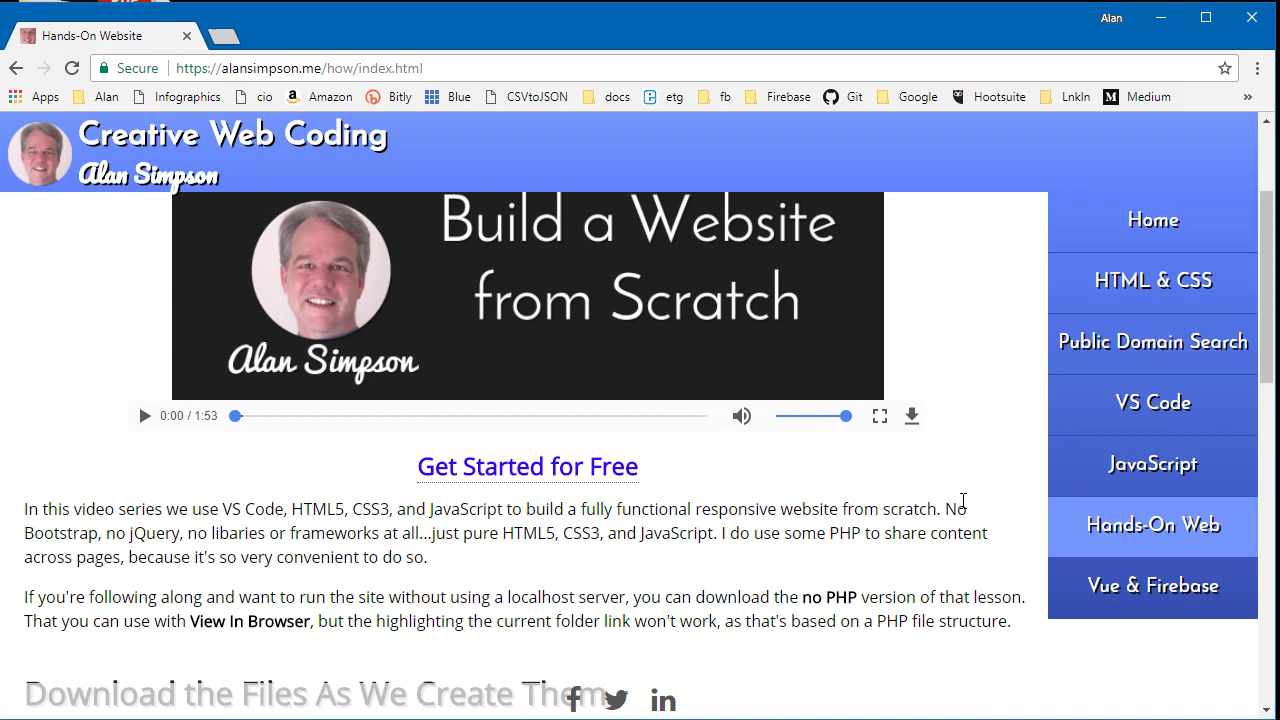 Alan
Hands-On Website
Secure
https://alansimpson.me/how/index.html
Apps
Alan
Infographics
cio
Amazon
Bitly
Blue
CSVtoJSON
docs
etg
fb
Firebase
Git
Google
Hootsuite
LnkIn
Medium
»
Creative Web Coding
Alan Simpson
Build a Website
from Scratch
Alan Simpson
0:00 / 1:53
Get Started for Free
In this video series we use VS Code, HTML5, CSS3, and JavaScript to build a fully functional responsive website from scratch. No
Bootstrap, no jQuery, no libaries or frameworks at all...just pure HTML5, CSS3, and JavaScript. I do use some PHP to share content
across pages, because it's so very convenient to do so.
If you're following along and want to run the site without using a localhost server, you can download the no PHP version of that lesson.
That you can use with View In Browser, but the highlighting the current folder link won't work, as that's based on a PHP file structure.
Download the Files As We Create Them
Home
HTML & CSS
Public Domain Search
VS Code
JavaScript
Hands-On Web
Vue & Firebase